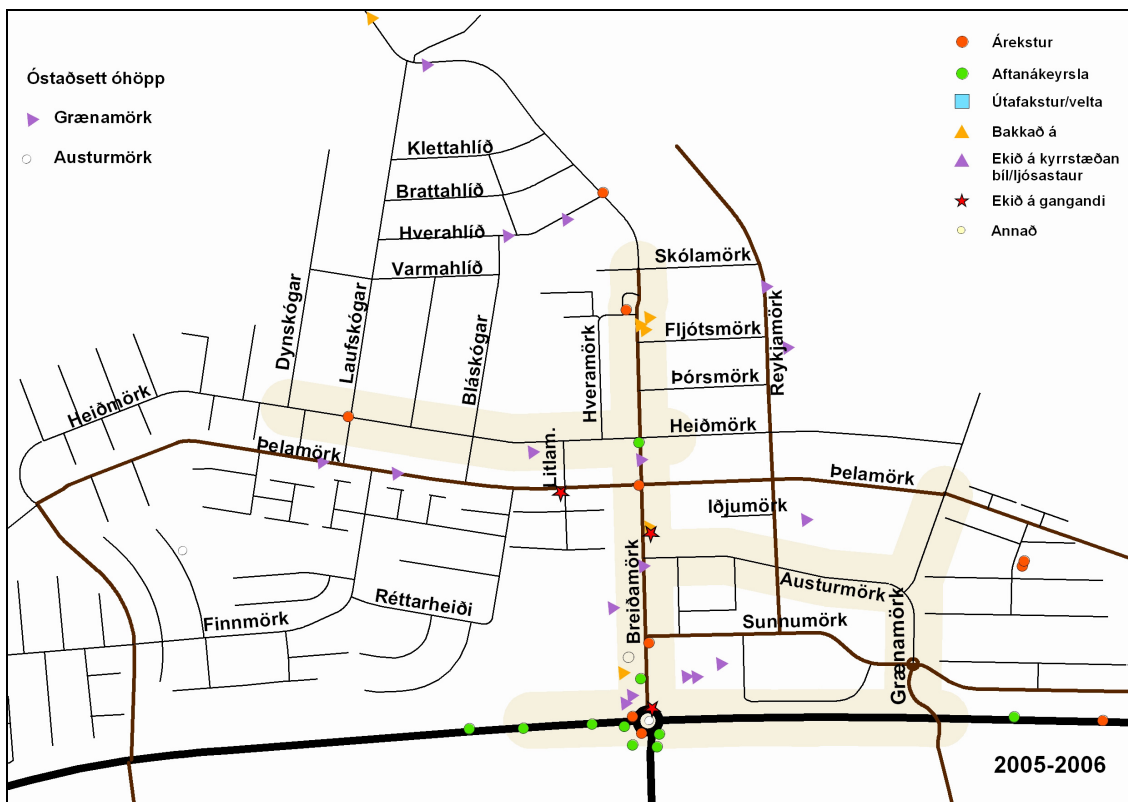 Óstaðsett óhöpp
Grænamörk
Austurmörk
Árekstur
Aftanákeyrsla
Útafakstur/velta
Bakkað á
Ekið á kyrrstæðan
bíl/ljósastaur
Ekið á gangandi
Annað
Klettahlíð
Brattahlíð
Hverahlíð
Varmahlíð
Skólamörk
Fljótsmörk
Þórsmörk
Heiðmörk
Reykjamörk
Hveramörk
Dynskógar
Laufskógar
Bláskógar
Heiðmörk
Þelamörk
Litlam.
Þelamörk
Iðjumörk
Austurmörk
Breiðamörk
Sunnumörk
Grænamörk
Réttarheiði
Finnmörk
2005-2006